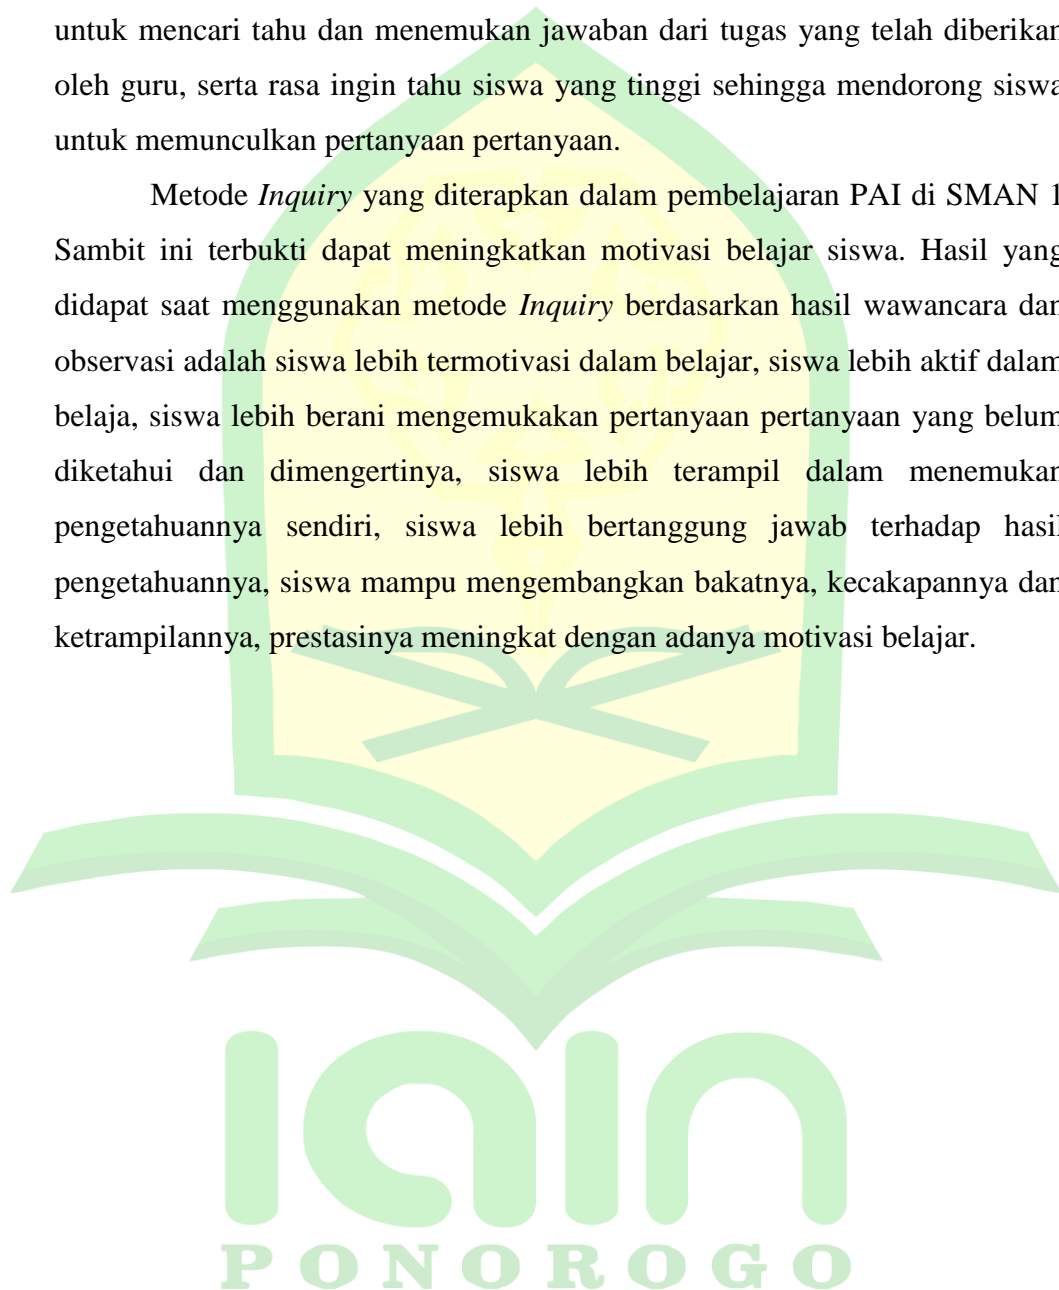 untuk mencari tahu dan menemukan jawaban dari tugas yang telah diberikan
oleh guru, serta rasa ingin tahu siswa yang tinggi sehingga mendorong siswa
untuk memunculkan pertanyaan pertanyaan.
Metode Inquiry yang diterapkan dalam pembelajaran PAI di SMAN 1
Sambit ini terbukti dapat meningkatkan motivasi belajar siswa. Hasil yang
didapat saat menggunakan metode Inquiry berdasarkan hasil wawancara dan
observasi adalah siswa lebih termotivasi dalam belajar, siswa lebih aktif dalam
belaja, siswa lebih berani mengemukakan pertanyaan pertanyaan yang belum
diketahui dan dimengertinya, siswa lebih terampil dalam menemukan
pengetahuannya sendiri, siswa lebih bertanggung jawab terhadap hasil
pengetahuannya, siswa mampu mengembangkan bakatnya, kecakapannya dan
ketrampilannya, prestasinya meningkat dengan adanya motivasi belajar.
iain
PONOROGO